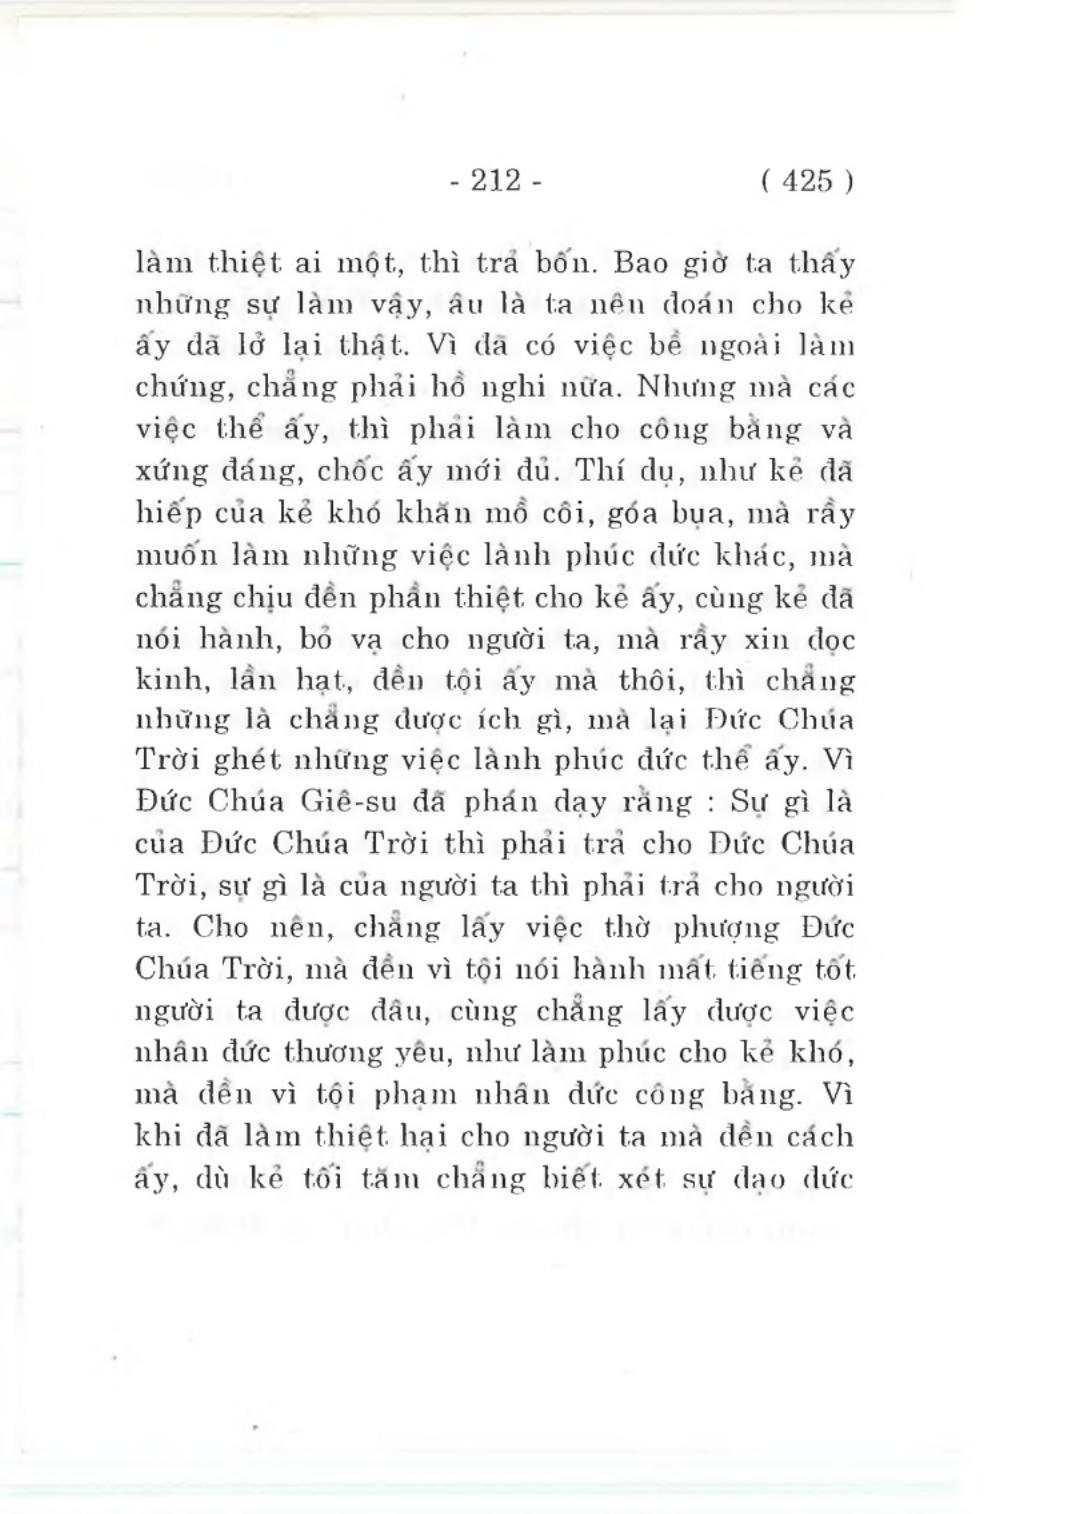 - 212 - ( 425 )
làm thiệt ai một, thì trả bốn. Bao giờ ta thấy
những sự làm vậy, âu là ta nên đoán cho kẻ
ấy đã lở lại thật. Vì đã có việc bề ngoài làm
chứng, chẳng phải hồ nghi nữa. Nhưng mà các
việc thể ấy, thì phải làm cho công bằng và
xứng đáng, chốc ấy mới đủ. Thí dụ, như kẻ đã
hiếp của kẻ khó khăn mồ côi, góa bụa, mà rầy
muốn làm những việc lành phúc đức khác, mà
chẳng chịu đền phần thiệt cho kẻ ấy, cùng kẻ đã
nói hành, bỏ vạ cho người ta, mà rầy xin đọc
kinh, lần hạt, đền tội ấy mà thôi, thì chẳng
những là chẳng được ích gì, mà lại Đức Chúa
Trời ghét những việc lành phúc đức thể ấy. Vì
Đức Chúa Giê-su đã phán dạy rằng : Sự gì là
của Đức Chúa Trời thì phải trả cho Đức Chúa
Trời, sự gì là của người ta thì phải trả cho người
ta. Cho nên, chẳng lấy việc thờ phượng Đức
Chúa Trời, mà đền vì tội nói hành mất tiếng tốt
người ta được đâu, cùng chẳng lấy được việc
nhân đức thương yêu, như làm phúc cho kẻ khó,
mà đền vì tội phạm nhân đức công bằng. Vì
khi đã làm thiệt hại cho người ta mà đền cách
ấy, dù kẻ tối tăm chẳng biết xét sự đạo đức